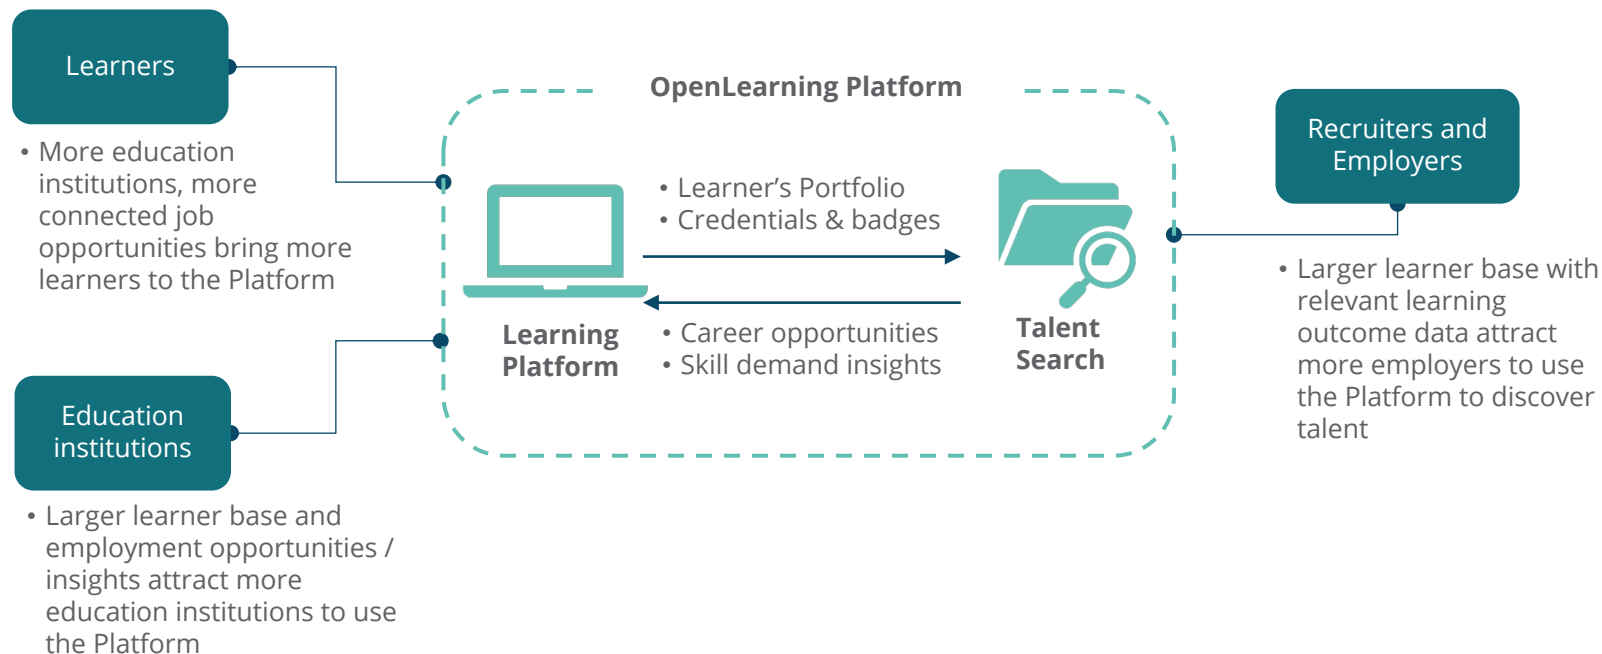 Learners
• More education
institutions, more
connected job
opportunities bring more
learners to the Platform
Education
institutions
• Larger learner base and
employment opportunities /
insights attract more
education institutions to use
the Platform
OpenLearning Platform
Learning
Platform
• Learner’s Portfolio
• Credentials & badges
• Career opportunities
• Skill demand insights
Talent
Search
Recruiters and
Employers
• Larger learner base with
relevant learning
outcome data attract
more employers to use
the Platform to discover
talent